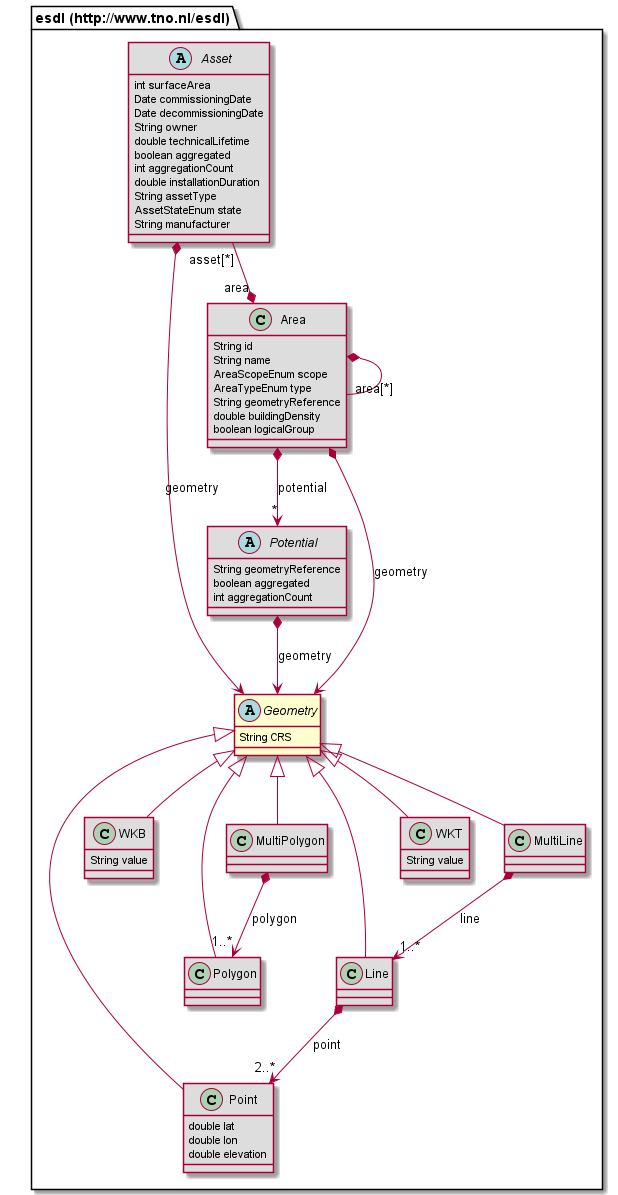 esdl (http://www.tno.nl/esdl)
A Asset
int surfaceArea
Date commissioningDate
Date decommissioningDate
String owner
double technicalLifetime
boolean aggregated
int aggregationCount
double installationDuration
String assetType
AssetStateEnum state
String manufacturer
asset[*]
area
C Area
String id
String name
AreaScopeEnum scope
AreaTypeEnum type
String geometryReference
double buildingDensity
boolean logicalGroup
area[*]
geometry
potential
*
geometry
A Potential
String geometryReference
boolean aggregated
int aggregationCount
geometry
A Geometry
String CRS
C WKB
String value
C MultiPolygon
C WKT
String value
C MultiLine
polygon
1..*
line
1..*
C Polygon
C Line
point
2..*
C Point
double lat
double lon
double elevation